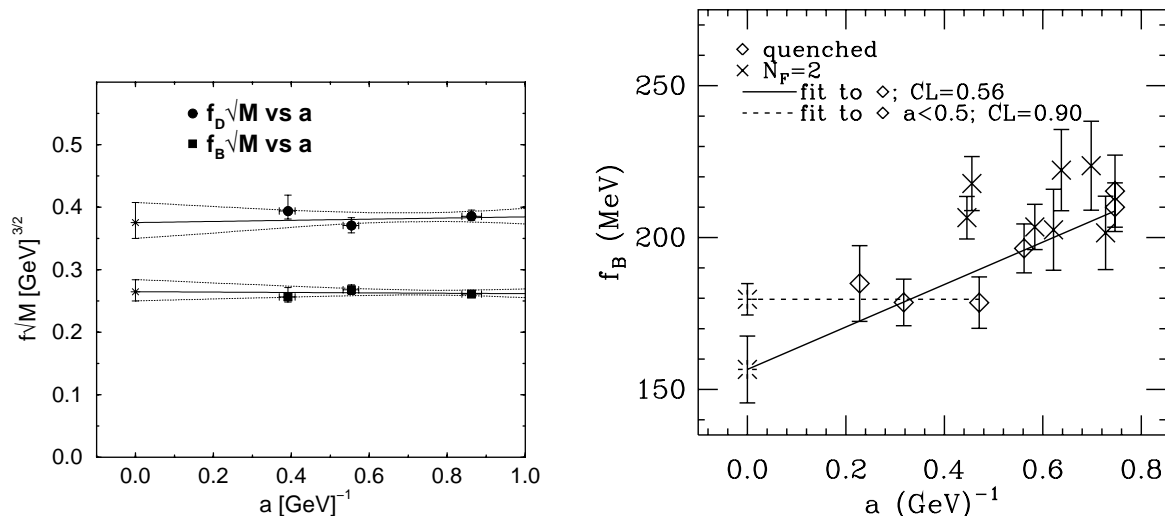 f_D√M vs a
f_B√M vs a
f√M [GeV]^3/2
0.5
0.4
0.3
0.2
0.1
0.0
0.0 0.2 0.4 0.6 0.8 1.0
a [GeV]^-1
quenched
N_F=2
fit to ◇; CL=0.56
fit to ◇ a<0.5; CL=0.90
f_B (MeV)
250
200
150
0.0 0.2 0.4 0.6 0.8
a (GeV)^-1